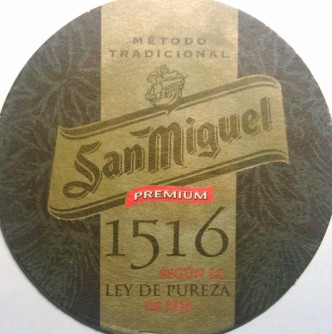 MÉTODO
TRADICIONAL
San Miguel
PREMIUM
1516
SEGÚN LA
LEY DE PUREZA
DE 1516